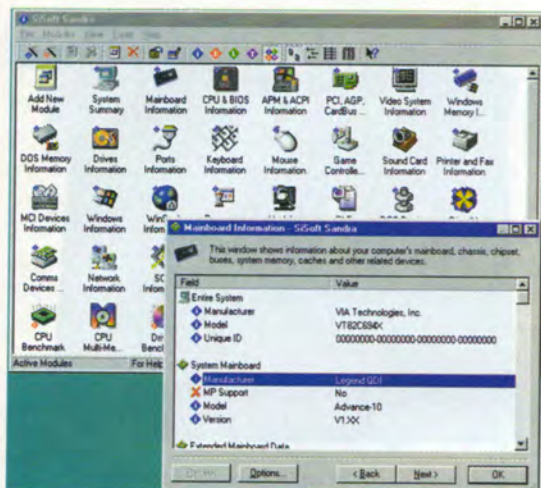 SiSoft Sandra
File Modules View Tools Help
Add New Module
System Summary
Mainboard Information
CPU & BIOS Information
APM & ACPI Information
PCI, AGP, CardBus ...
Video System Information
Windows Memory I...
DOS Memory Information
Drives Information
Ports Information
Keyboard Information
Mouse Information
Game Controlle...
Sound Card Information
Printer and Fax Information
MCI Devices Information
Windows Information
Comms Devices ...
Network Information
CPU Benchmark
CPU Multi-Me...
Active Modules
For Help
Mainboard Information - SiSoft Sandra
This window shows information about your computer's mainboard, chassis, chipset,
buses, system memory, caches and other related devices.
Field Value
Entire System
Manufacturer VIA Technologies, Inc.
Model VT82C694X
Unique ID 00000000-00000000-00000000-00000000
System Mainboard
Manufacturer Legend QDI
MP Support No
Model Advance-10
Version V1.XX
Extended Mainboard Data
Options...
< Back
Next >
OK